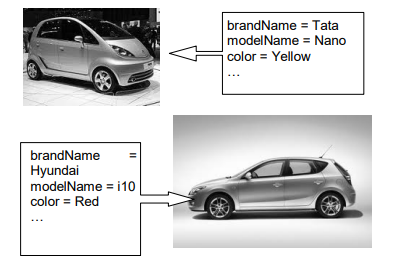 brandName = Tata
modelName = Nano
color = Yellow
…
brandName =
Hyundai
modelName = i10
color = Red
…